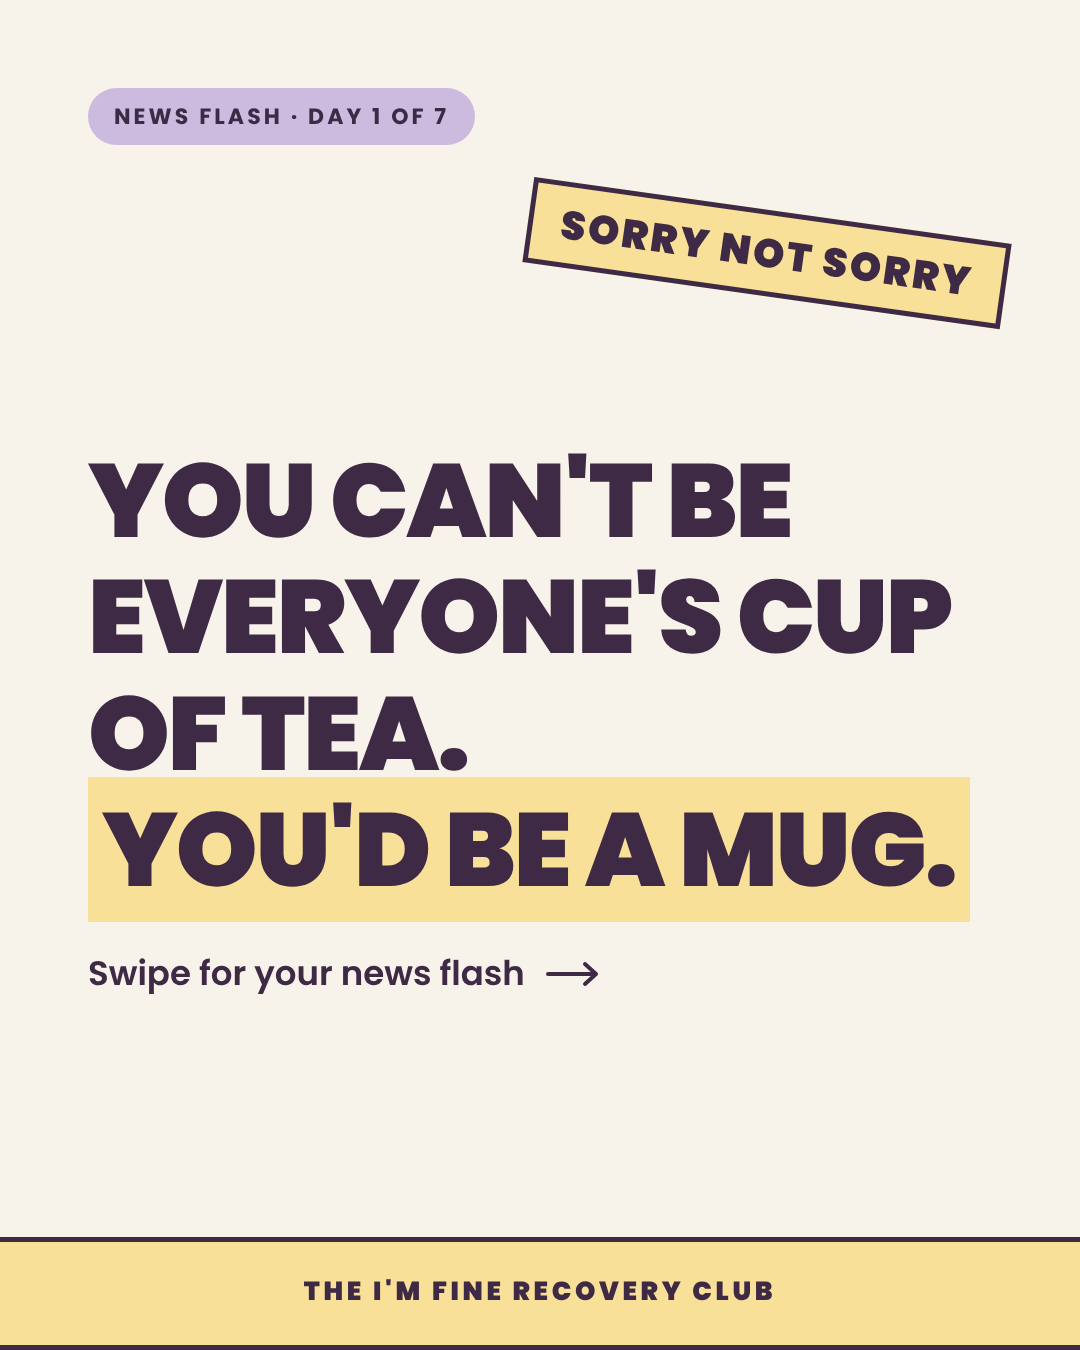 NEWS FLASH · DAY 1 OF 7
SORRY NOT SORRY
YOU CAN'T BE
EVERYONE'S CUP
OF TEA.
YOU'D BE A MUG.
Swipe for your news flash →
THE I'M FINE RECOVERY CLUB